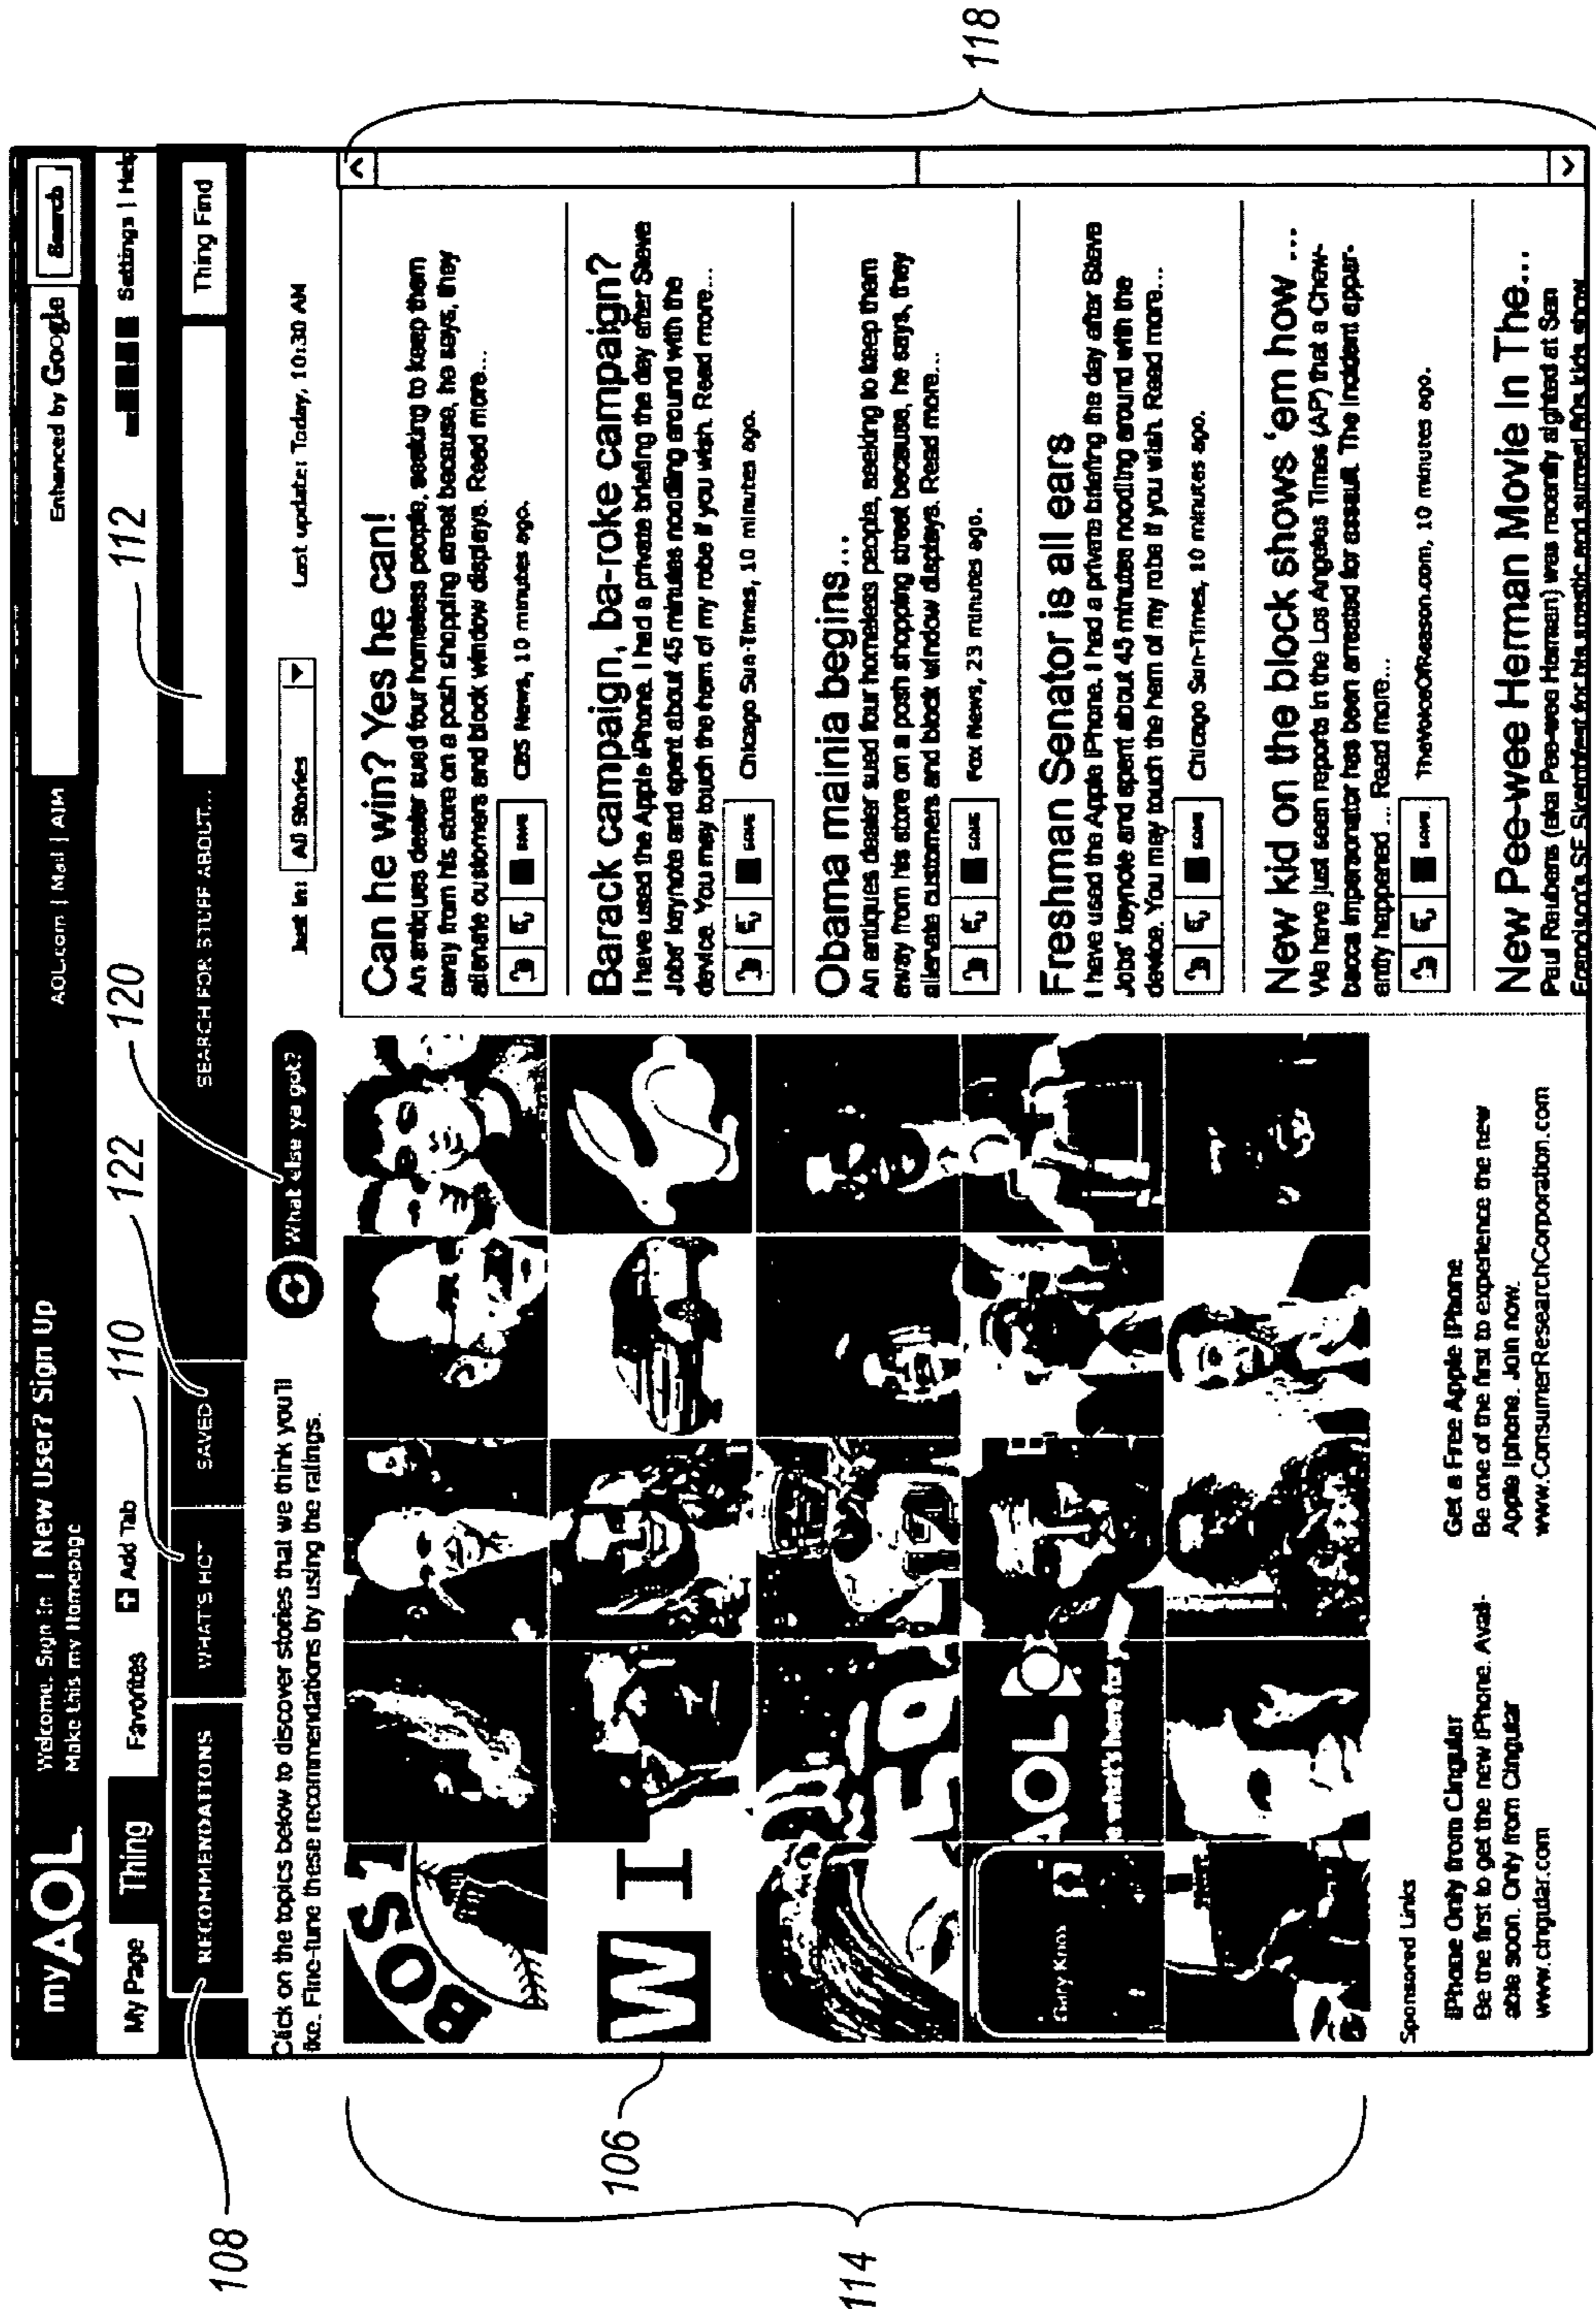 myAOL.
Welcome. Sign in | New User? Sign Up
Make this my Homepage
AOL.com | Mail | AIM
Enhanced by Google
Search
My Page
Thing
Favorites
Add Tab
Settings | Help
RECOMMENDATIONS
WHAT'S HOT
SAVED
SEARCH FOR STUFF ABOUT...
Thing Find
108
110
122
120
112
Click on the topics below to discover stories that we think you'll
like. Fine-tune these recommendations by using the ratings.
What else ya got?
Just In:
All Stories
Last update: Today, 10:30 AM
114
106
118
BOST
W I
Gary Knox
AOL
Can he win? Yes he can!
An antiques dealer sued four homeless people, seeking to keep them
away from his store on a posh shopping street because, he says, they
alienate customers and block window displays. Read more...
SAVE
CBS News, 10 minutes ago.
Barack campaign, ba-roke campaign?
I have used the Apple iPhone. I had a private briefing the day after Steve
Jobs' keynote and spent about 45 minutes noodling around with the
device. You may touch the hem of my robe if you wish. Read more...
SAVE
Chicago Sun-Times, 10 minutes ago.
Obama mainia begins...
An antiques dealer sued four homeless people, seeking to keep them
away from his store on a posh shopping street because, he says, they
alienate customers and block window displays. Read more...
SAVE
Fox News, 23 minutes ago.
Freshman Senator is all ears
I have used the Apple iPhone. I had a private briefing the day after Steve
Jobs' keynote and spent about 45 minutes noodling around with the
device. You may touch the hem of my robe if you wish. Read more...
SAVE
Chicago Sun-Times, 10 minutes ago.
New kid on the block shows 'em how ...
We have just seen reports in the Los Angeles Times (AP) that a Chew-
bacca impersonator has been arrested for assault. The incident appar-
ently happened ... Read more...
SAVE
TheVoiceOfReason.com, 10 minutes ago.
New Pee-wee Herman Movie In The...
Paul Reubens (aka Pee-wee Herman) was recently sighted at San
Francisco's SF Sketchfest for his sarcastic and surreal 80s kids show
Sponsored Links
iPhone Only from Cingular
Be the first to get the new iPhone. Avail-
able soon. Only from Cingular
www.cingular.com
Get a Free Apple iPhone
Be one of the first to experience the new
Apple Iphone. Join now.
www.ConsumerResearchCorporation.com